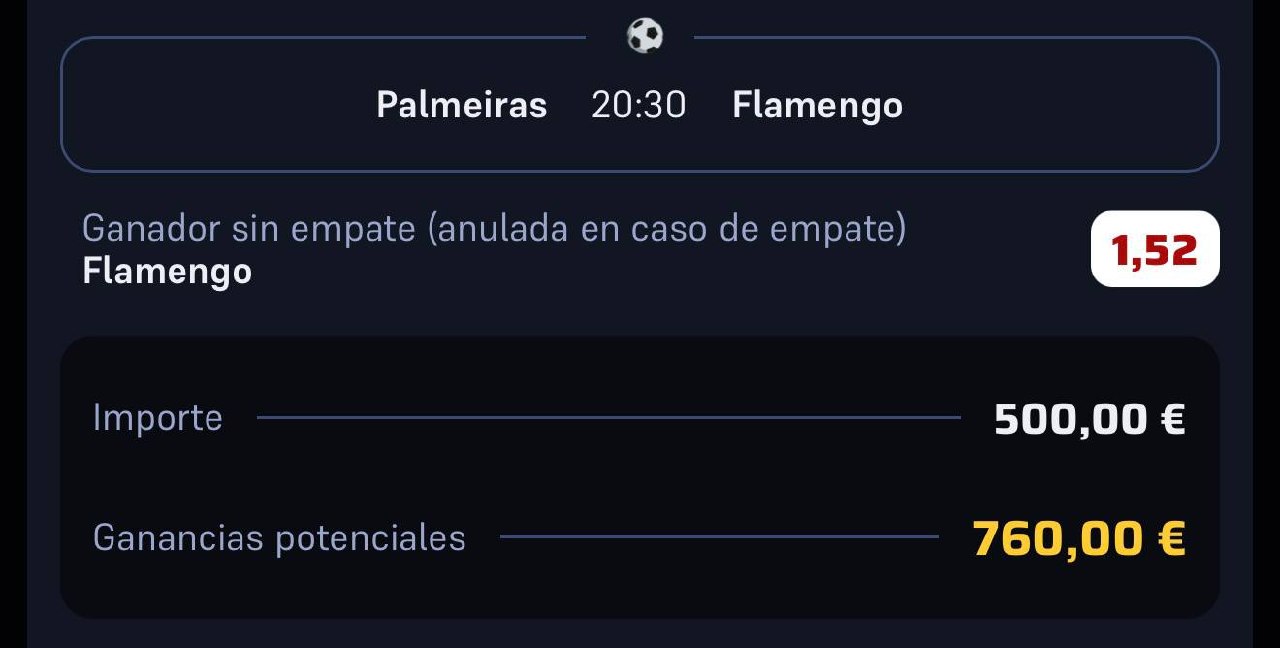 Palmeiras 20:30 Flamengo
Ganador sin empate (anulada en caso de empate)
Flamengo
1,52
Importe 500,00 €
Ganancias potenciales 760,00 €